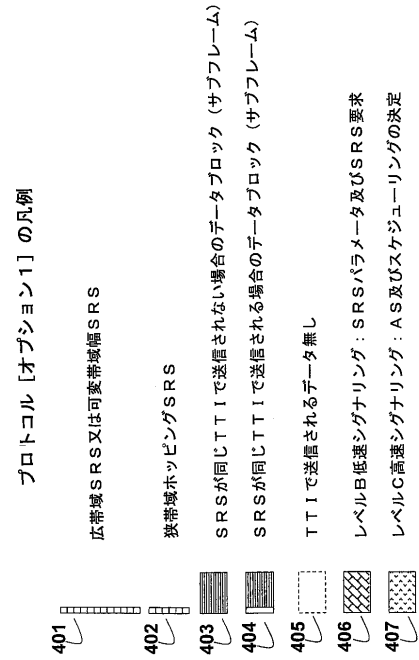 プロトコル［オプション1］の凡例
401 広帯域SRS又は可変帯域幅SRS
402 狭帯域ホッピングSRS
403 SRSが同じTTIで送信されない場合のデータブロック（サブフレーム）
404 SRSが同じTTIで送信される場合のデータブロック（サブフレーム）
405 TTIで送信されるデータ無し
406 レベルB低速シグナリング：SRSパラメータ及びSRS要求
407 レベルC高速シグナリング：AS及びスケジューリングの決定